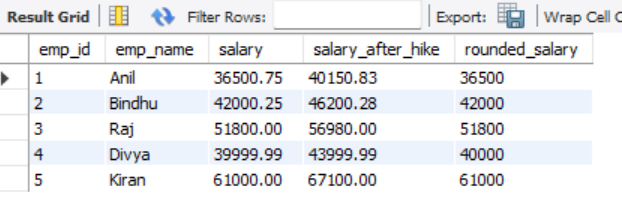 Result Grid Filter Rows: Export: Wrap Cell C
emp_id emp_name salary salary_after_hike rounded_salary
1 Anil 36500.75 40150.83 36500
2 Bindhu 42000.25 46200.28 42000
3 Raj 51800.00 56980.00 51800
4 Divya 39999.99 43999.99 40000
5 Kiran 61000.00 67100.00 61000